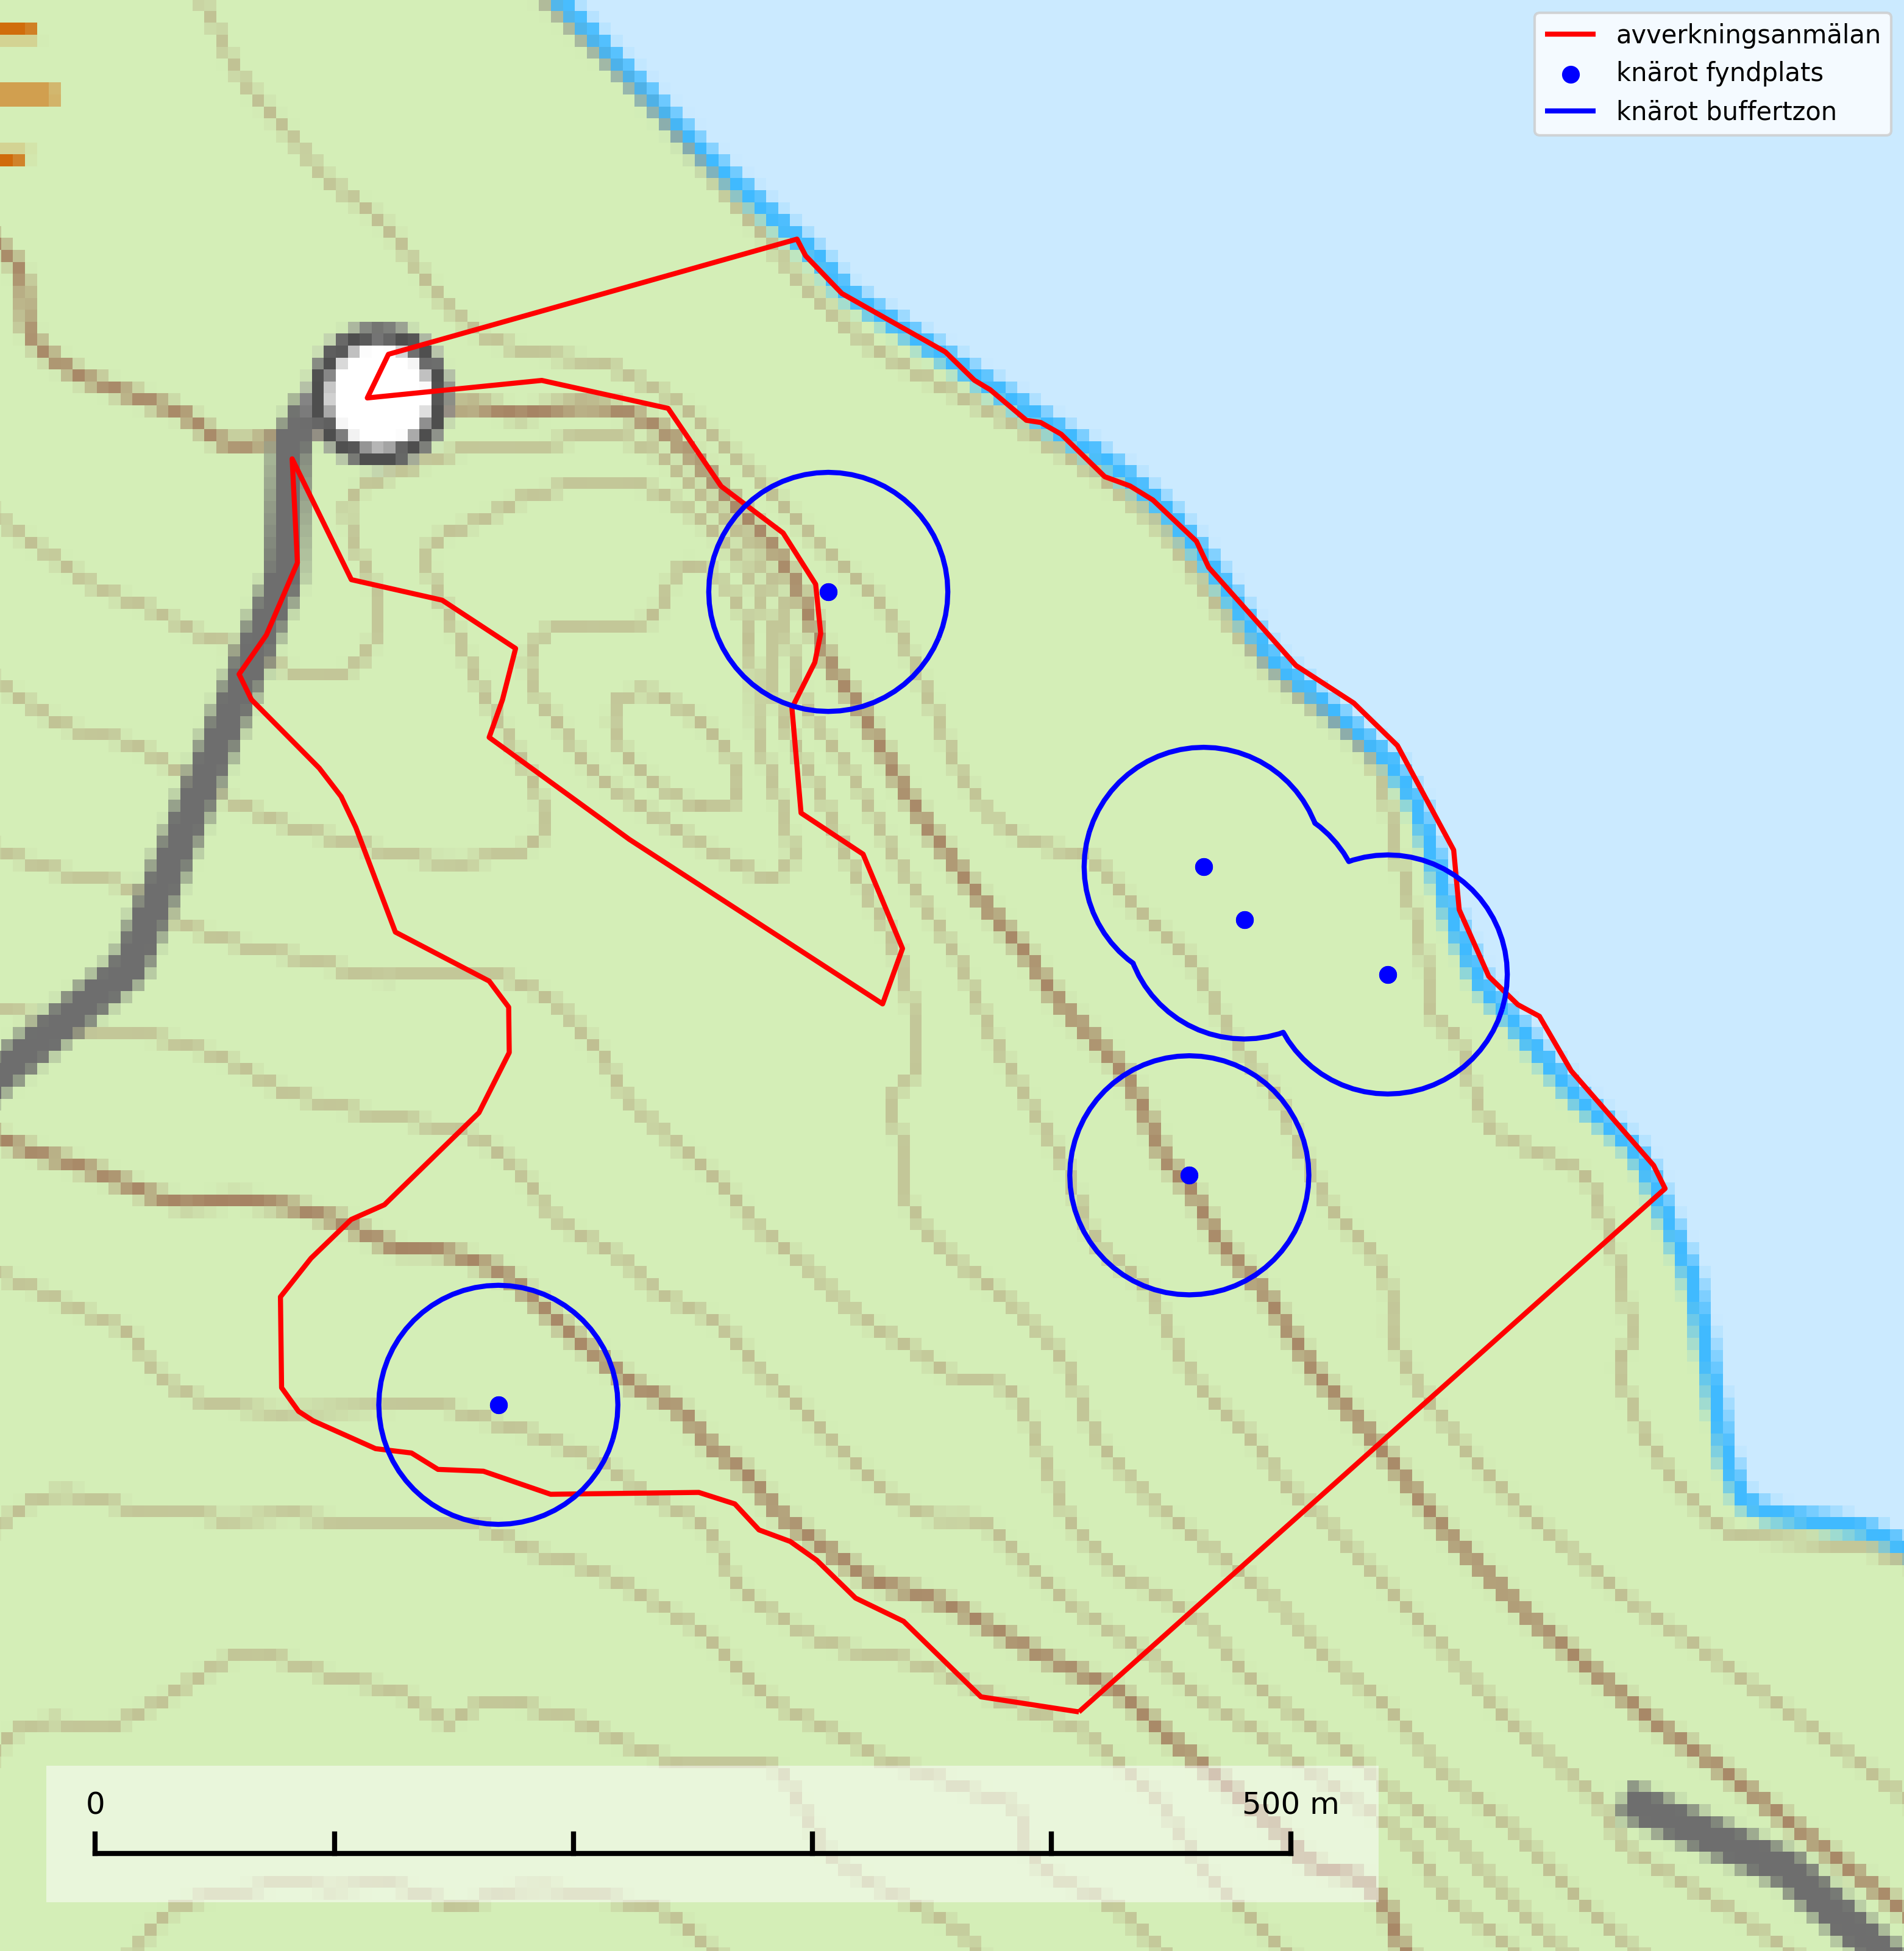 avverkningsanmälan
knärot fyndplats
knärot buffertzon
0 500 m